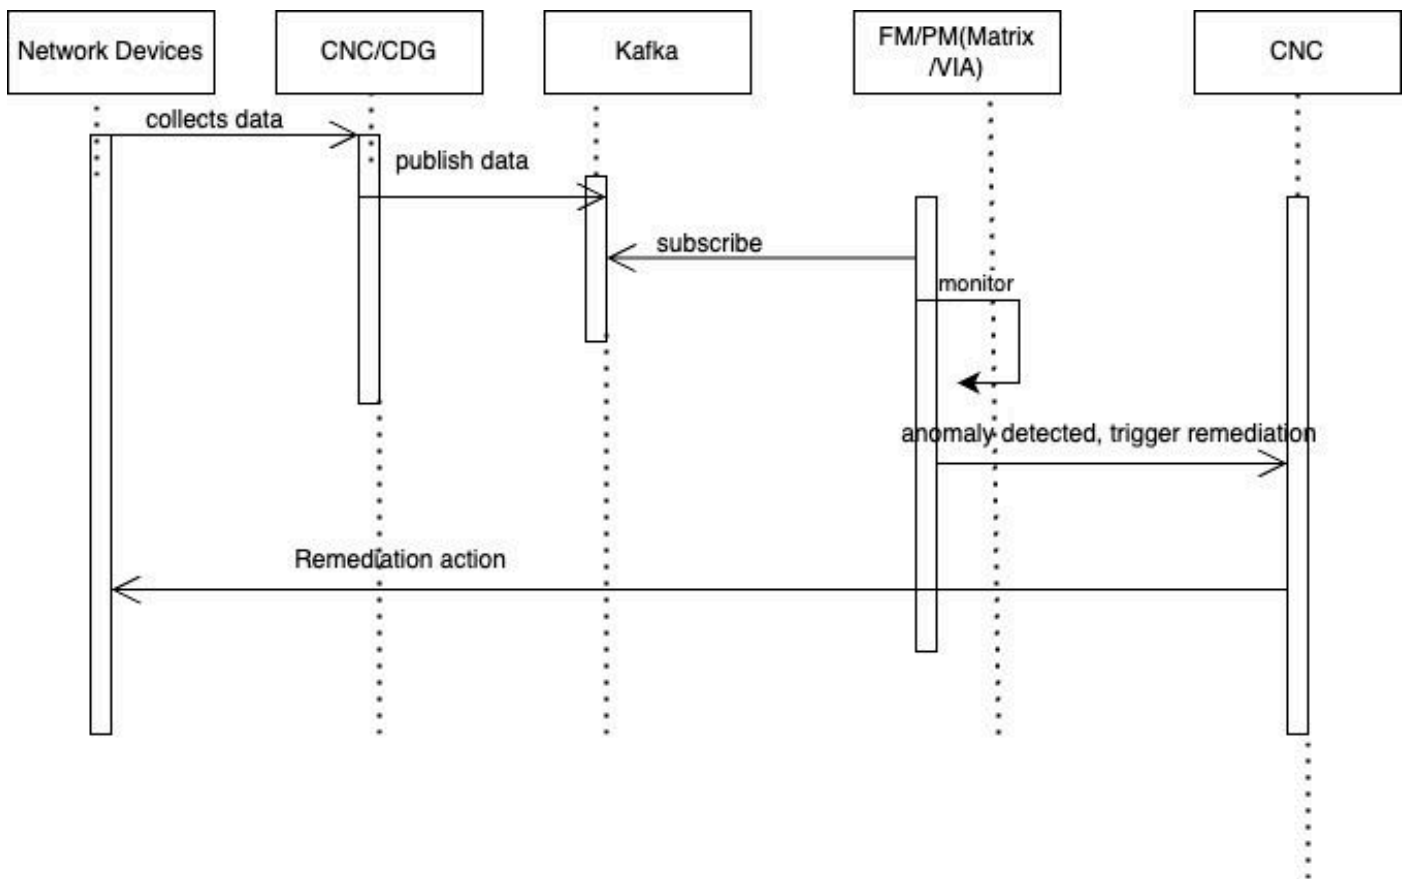 Network Devices
CNC/CDG
Kafka
FM/PM(Matrix
/VIA)
CNC
collects data
publish data
subscribe
monitor
anomaly detected, trigger remediation
Remediation action